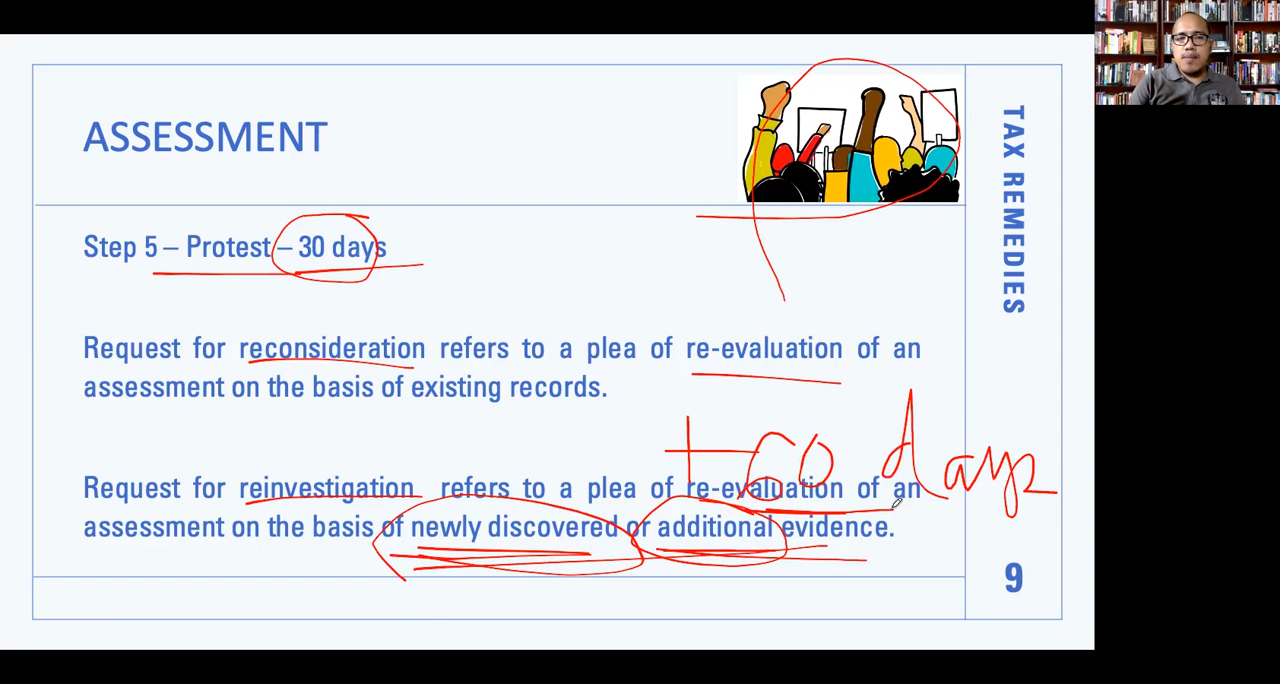 ASSESSMENT
TAX REMEDIES
Step 5 – Protest – 30 days
Request for reconsideration refers to a plea of re-evaluation of an
assessment on the basis of existing records.
+ 60 days
Request for reinvestigation refers to a plea of re-evaluation of an
assessment on the basis of newly discovered or additional evidence.
9